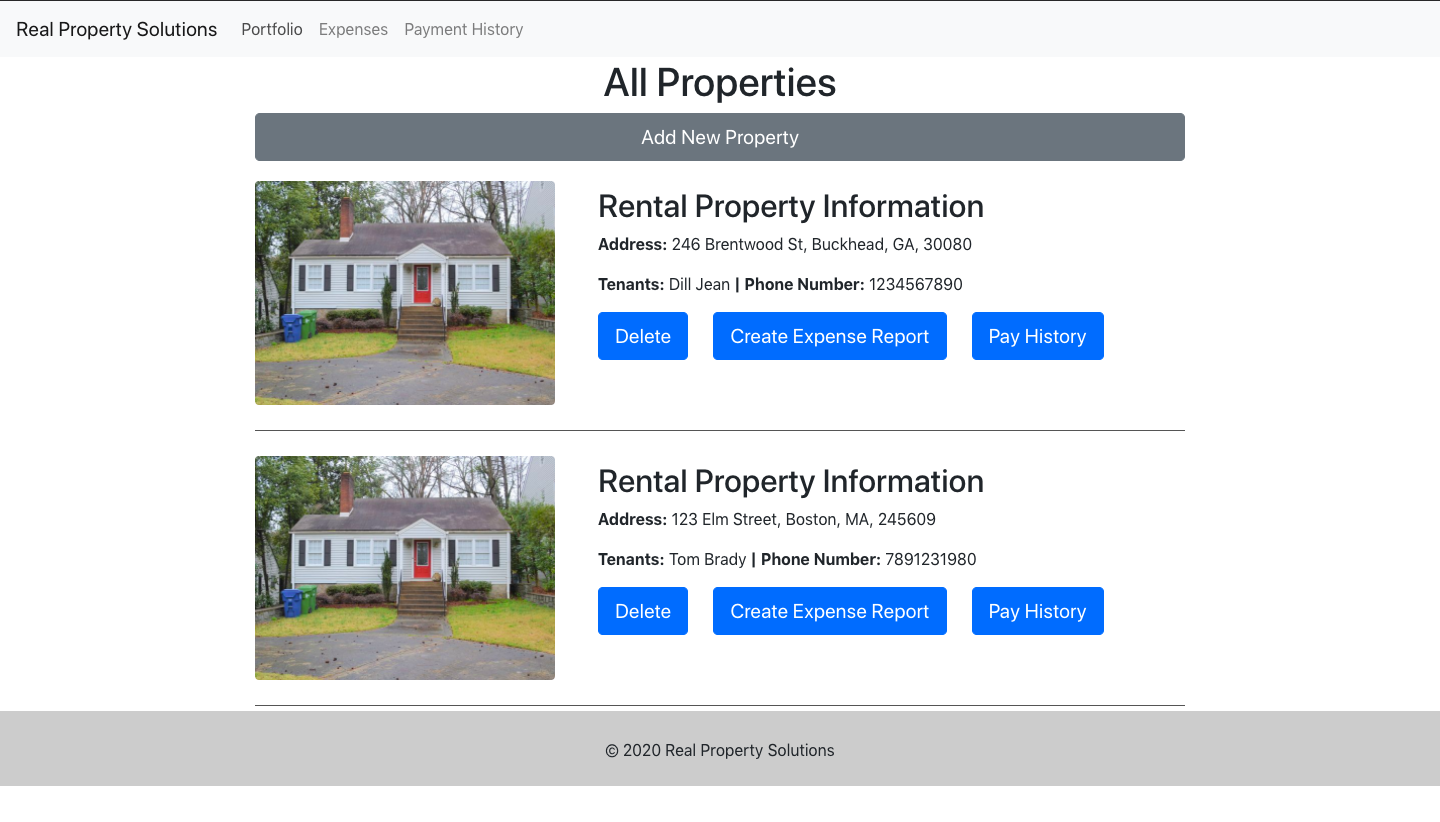 Real Property Solutions Portfolio Expenses Payment History
All Properties
Add New Property
Rental Property Information
Address: 246 Brentwood St, Buckhead, GA, 30080
Tenants: Dill Jean | Phone Number: 1234567890
Delete Create Expense Report Pay History
Rental Property Information
Address: 123 Elm Street, Boston, MA, 245609
Tenants: Tom Brady | Phone Number: 7891231980
Delete Create Expense Report Pay History
© 2020 Real Property Solutions